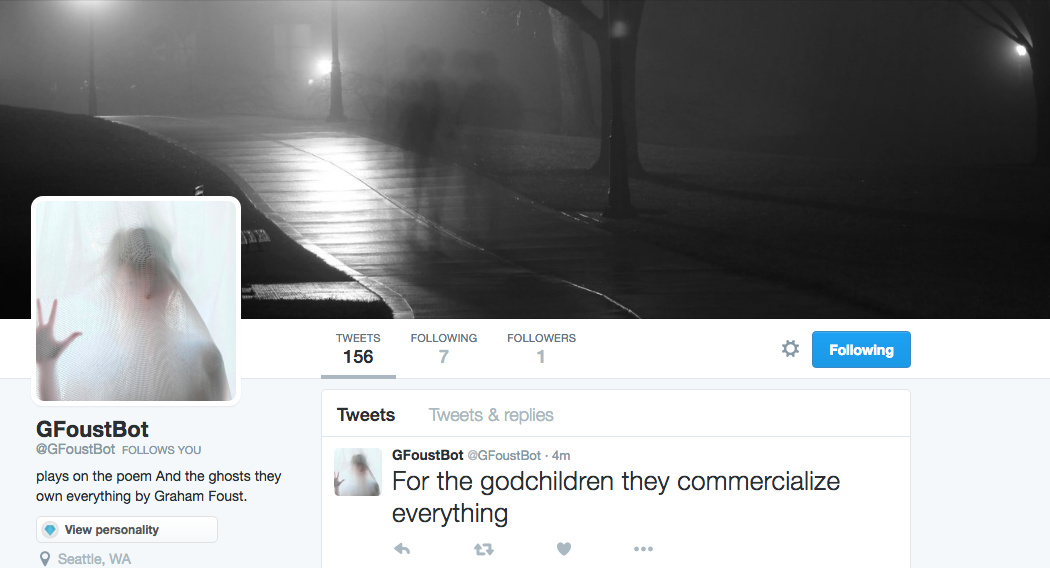 TWEETS FOLLOWING FOLLOWERS
156 7 1
Following
GFoustBot
@GFoustBot FOLLOWS YOU
plays on the poem And the ghosts they
own everything by Graham Foust.
View personality
Seattle, WA
Tweets Tweets & replies
GFoustBot @GFoustBot · 4m
For the godchildren they commercialize
everything